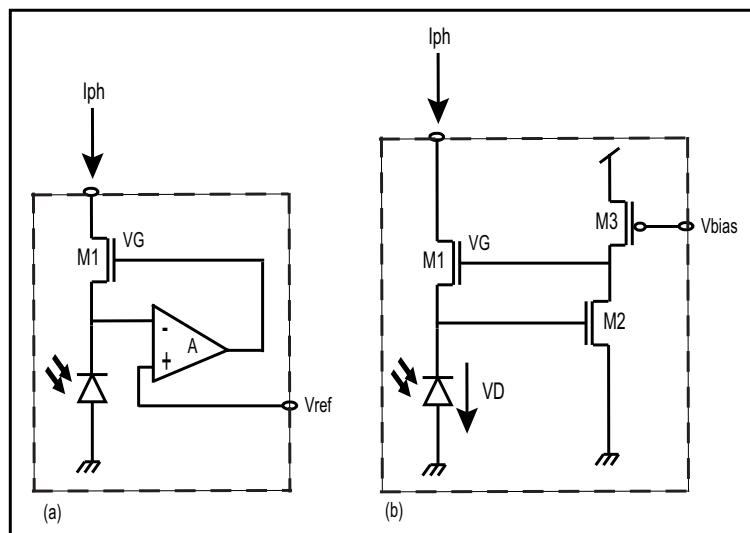 Iph
M1
VG
-
+
A
Vref
(a)
Iph
M1
VG
M3
Vbias
M2
VD
(b)